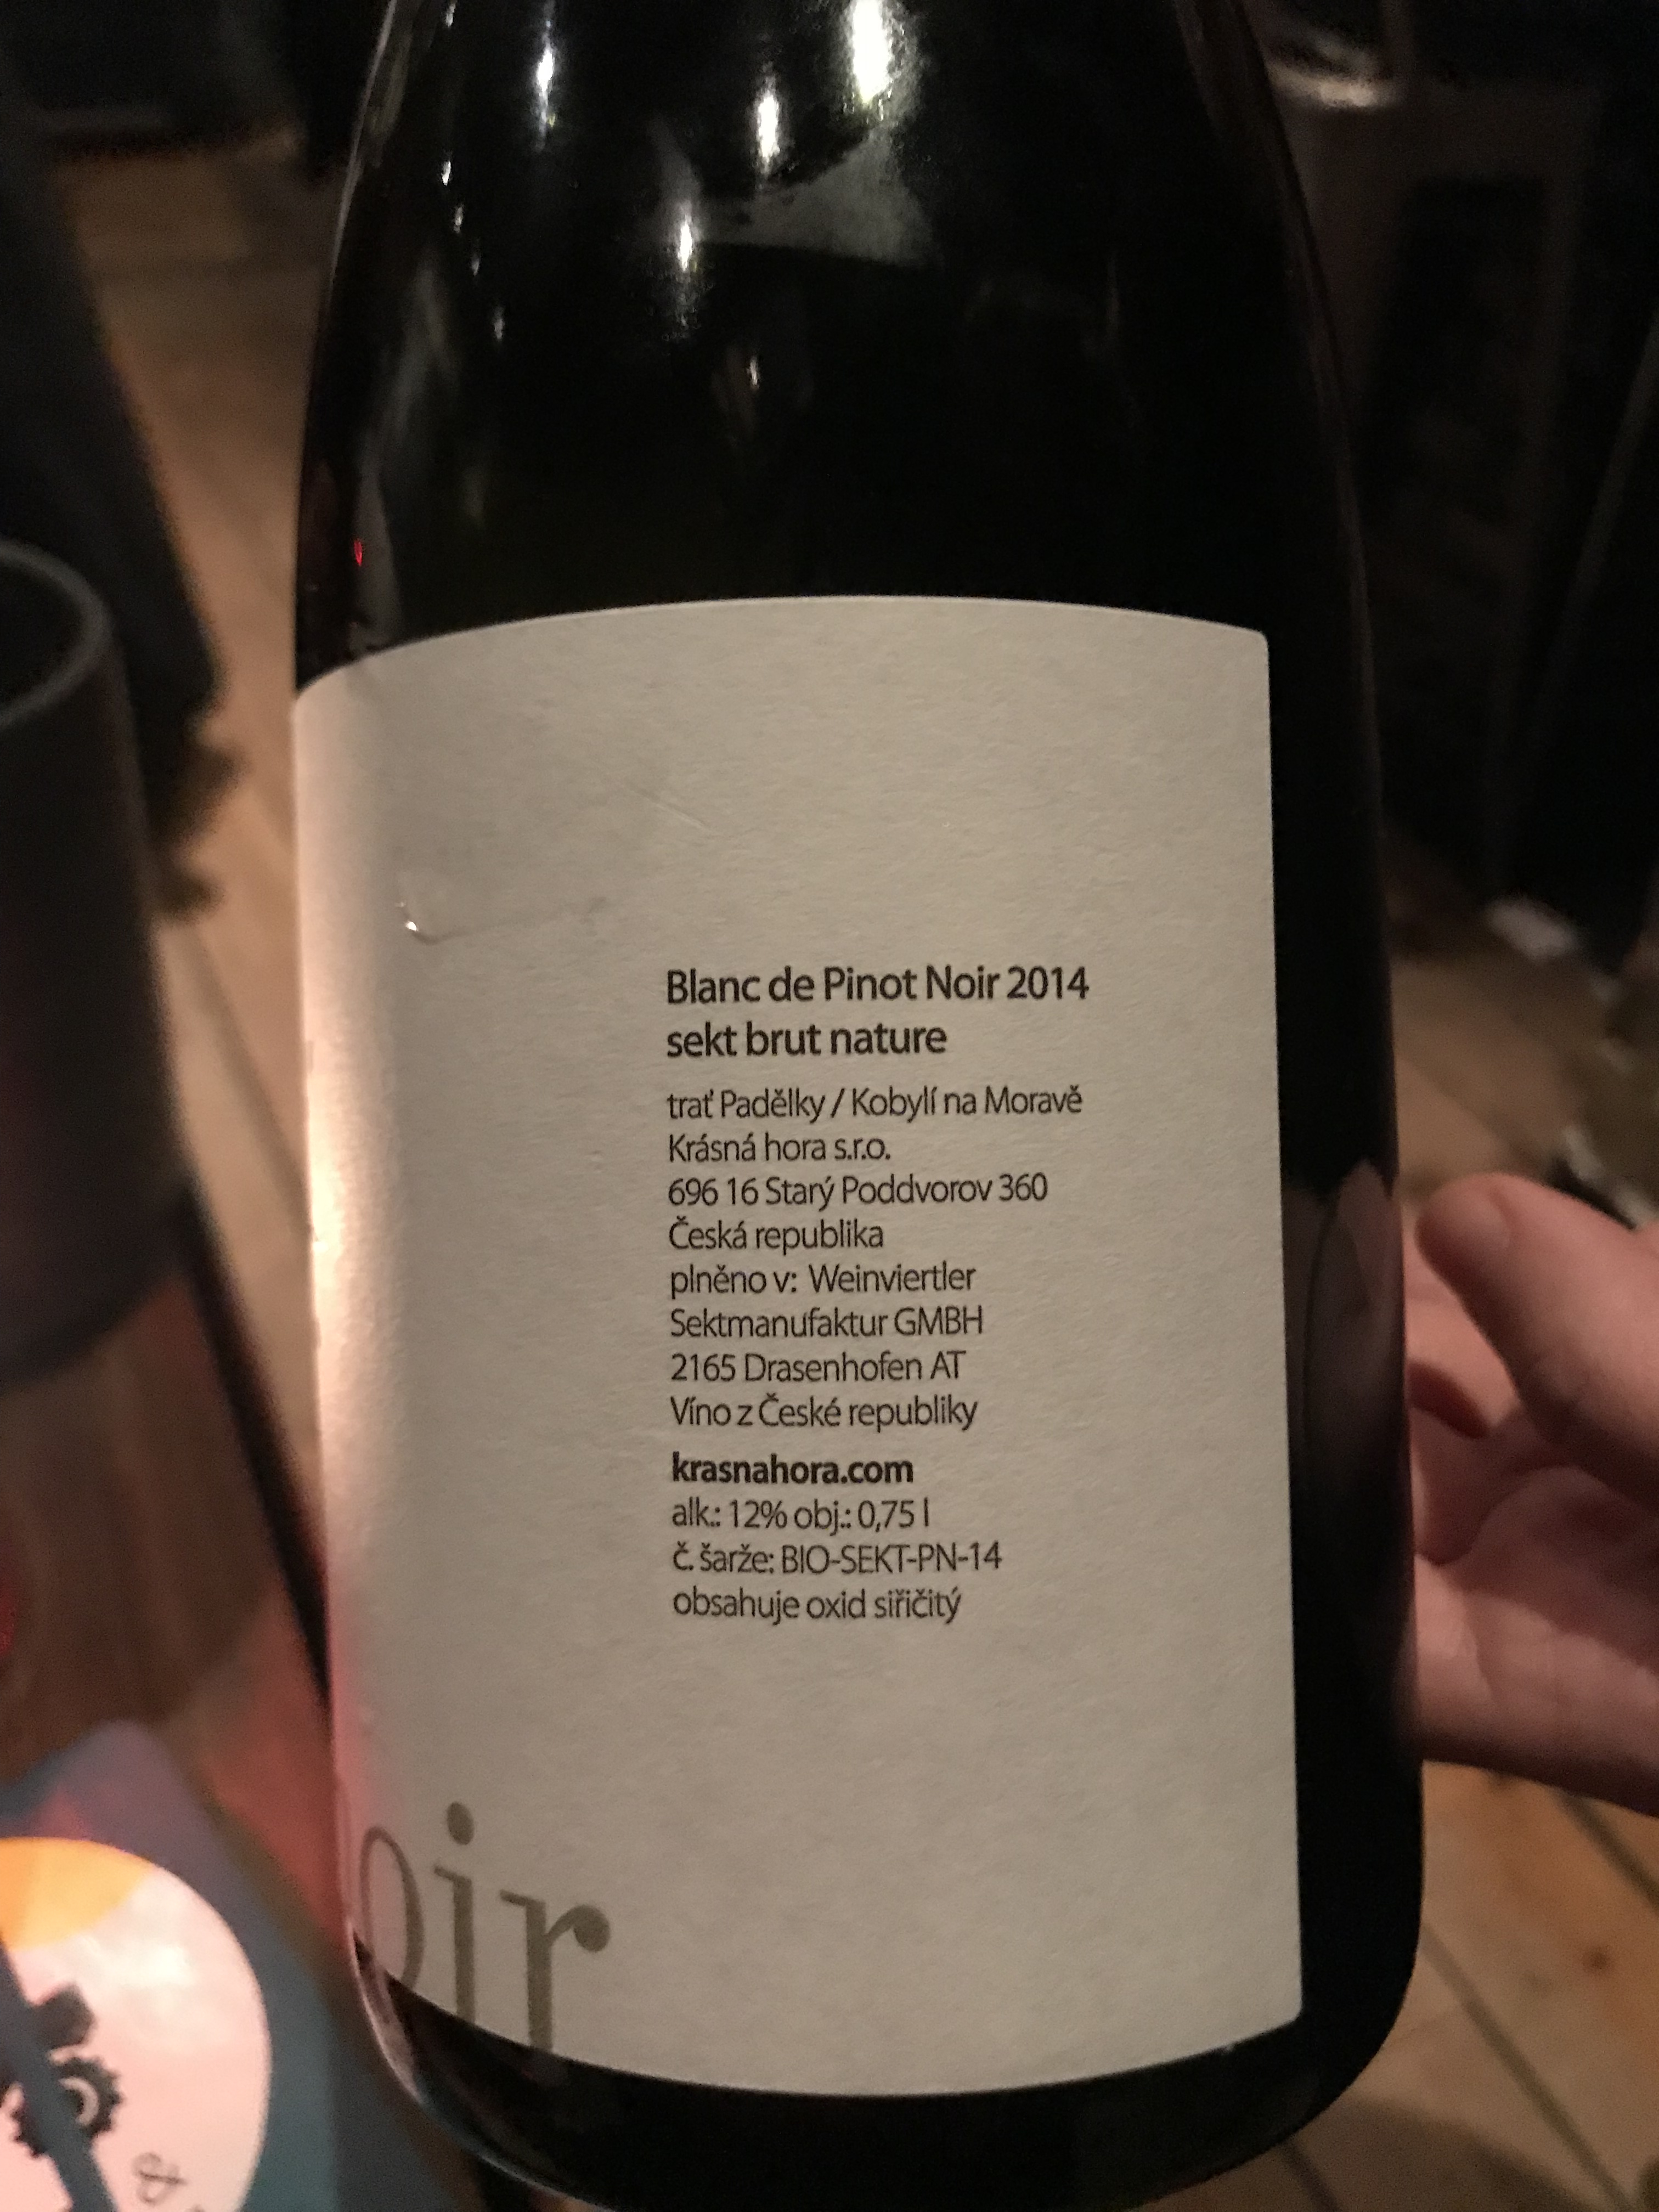 Blanc de Pinot Noir 2014
sekt brut nature
trať Padělky / Kobylí na Moravě
Krásná hora s.r.o.
696 16 Starý Poddvorov 360
Česká republika
plněno v: Weinviertler
Sektmanufaktur GMBH
2165 Drasenhofen AT
Víno z České republiky
krasnahora.com
alk.: 12% obj.: 0,75 l
č. šarže: BIO-SEKT-PN-14
obsahuje oxid siřičitý
oir
&